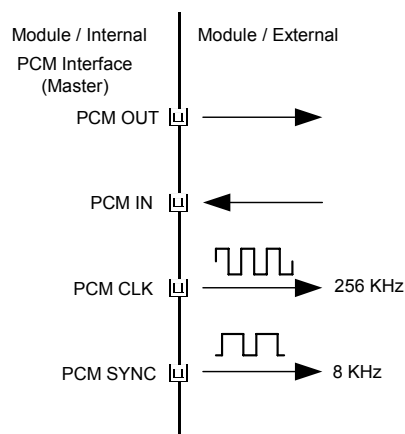 Module / Internal
Module / External
PCM Interface
(Master)
PCM OUT
PCM IN
PCM CLK
256 KHz
PCM SYNC
8 KHz